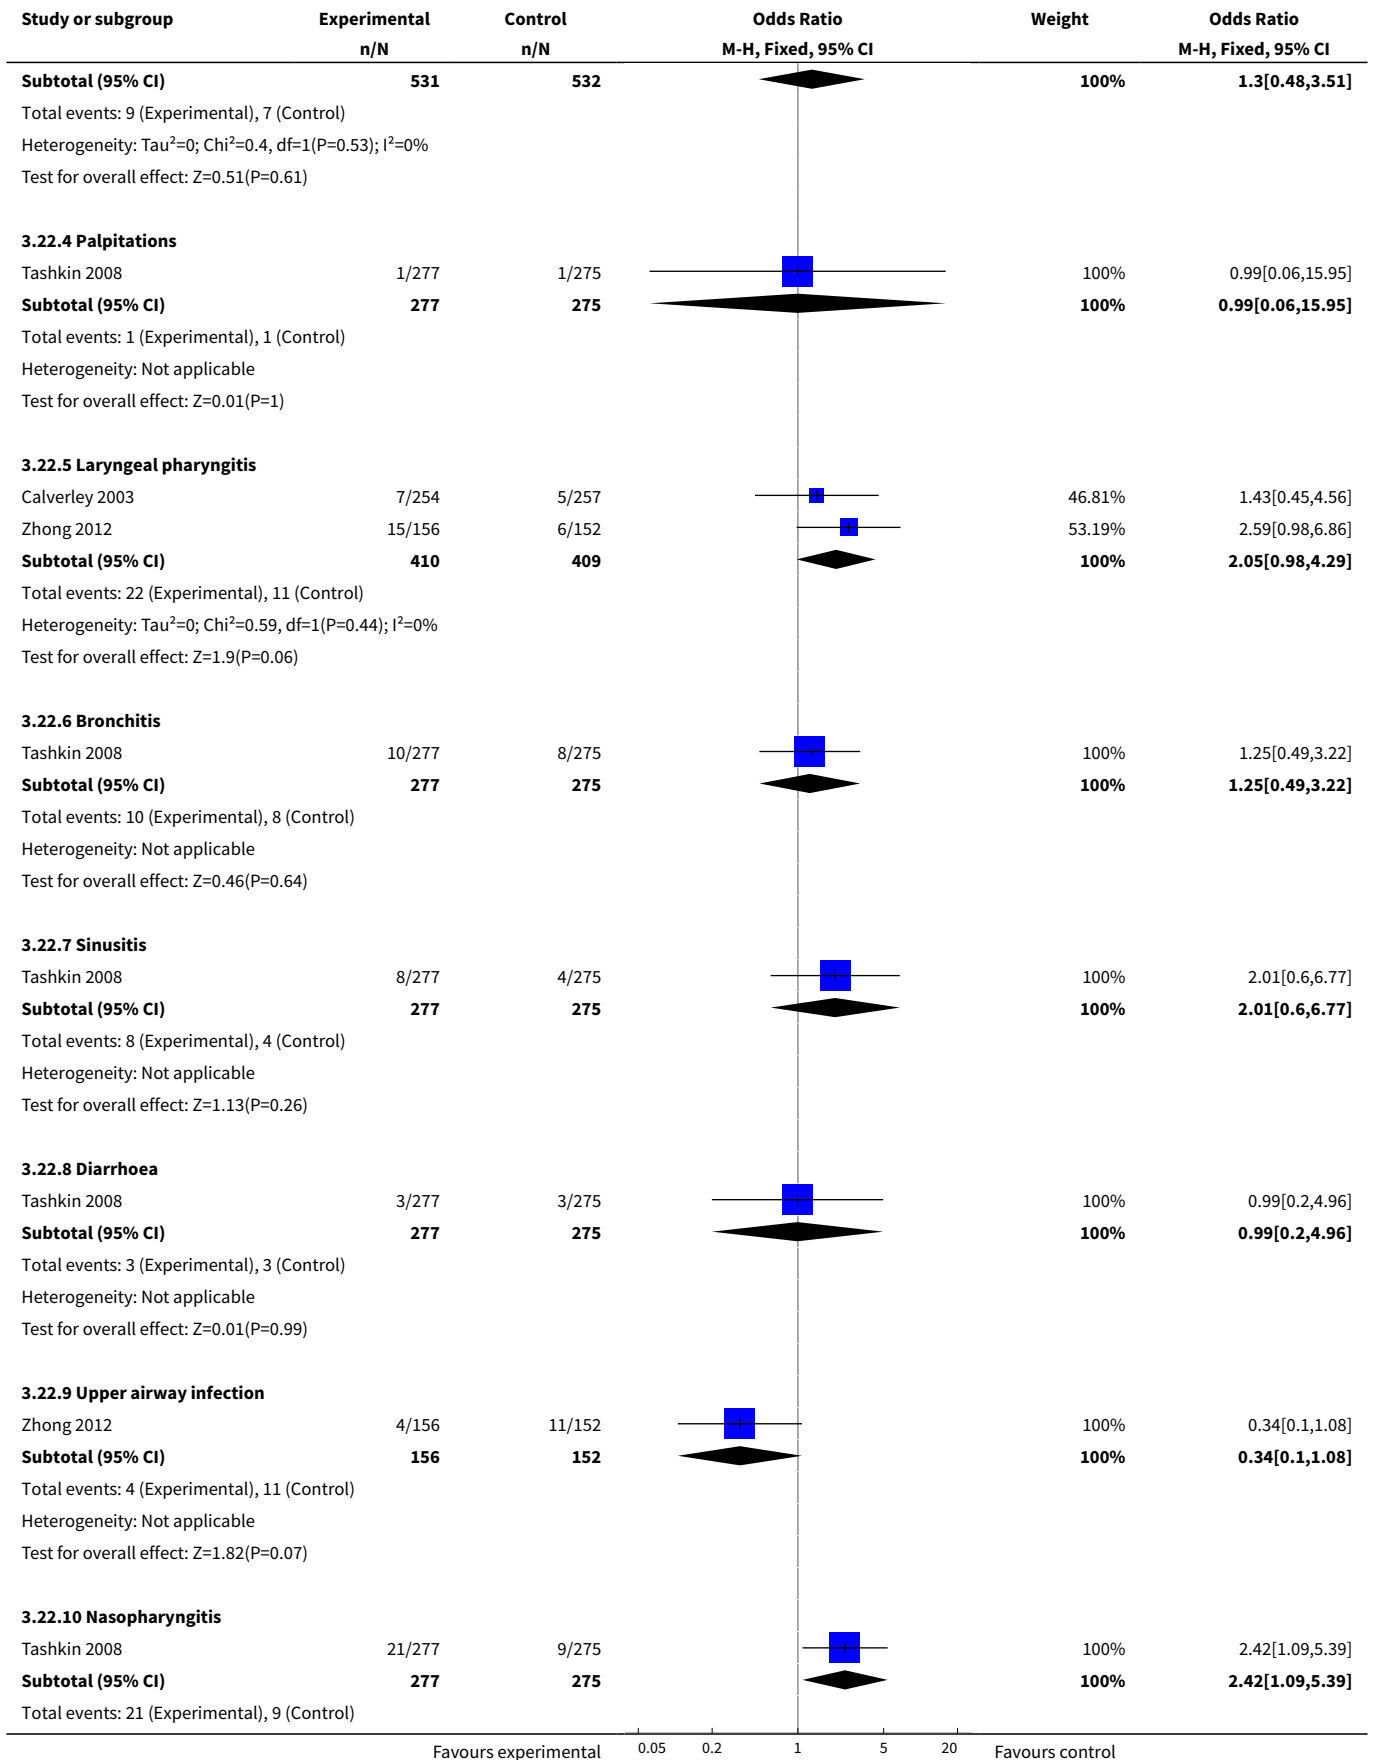 Study or subgroup Experimental Control Odds Ratio Weight Odds Ratio
n/N n/N M-H, Fixed, 95% CI M-H, Fixed, 95% CI
Subtotal (95% CI) 531 532 100% 1.3[0.48,3.51]
Total events: 9 (Experimental), 7 (Control)
Heterogeneity: Tau²=0; Chi²=0.4, df=1(P=0.53); I²=0%
Test for overall effect: Z=0.51(P=0.61)
3.22.4 Palpitations
Tashkin 2008 1/277 1/275 100% 0.99[0.06,15.95]
Subtotal (95% CI) 277 275 100% 0.99[0.06,15.95]
Total events: 1 (Experimental), 1 (Control)
Heterogeneity: Not applicable
Test for overall effect: Z=0.01(P=1)
3.22.5 Laryngeal pharyngitis
Calverley 2003 7/254 5/257 46.81% 1.43[0.45,4.56]
Zhong 2012 15/156 6/152 53.19% 2.59[0.98,6.86]
Subtotal (95% CI) 410 409 100% 2.05[0.98,4.29]
Total events: 22 (Experimental), 11 (Control)
Heterogeneity: Tau²=0; Chi²=0.59, df=1(P=0.44); I²=0%
Test for overall effect: Z=1.9(P=0.06)
3.22.6 Bronchitis
Tashkin 2008 10/277 8/275 100% 1.25[0.49,3.22]
Subtotal (95% CI) 277 275 100% 1.25[0.49,3.22]
Total events: 10 (Experimental), 8 (Control)
Heterogeneity: Not applicable
Test for overall effect: Z=0.46(P=0.64)
3.22.7 Sinusitis
Tashkin 2008 8/277 4/275 100% 2.01[0.6,6.77]
Subtotal (95% CI) 277 275 100% 2.01[0.6,6.77]
Total events: 8 (Experimental), 4 (Control)
Heterogeneity: Not applicable
Test for overall effect: Z=1.13(P=0.26)
3.22.8 Diarrhoea
Tashkin 2008 3/277 3/275 100% 0.99[0.2,4.96]
Subtotal (95% CI) 277 275 100% 0.99[0.2,4.96]
Total events: 3 (Experimental), 3 (Control)
Heterogeneity: Not applicable
Test for overall effect: Z=0.01(P=0.99)
3.22.9 Upper airway infection
Zhong 2012 4/156 11/152 100% 0.34[0.1,1.08]
Subtotal (95% CI) 156 152 100% 0.34[0.1,1.08]
Total events: 4 (Experimental), 11 (Control)
Heterogeneity: Not applicable
Test for overall effect: Z=1.82(P=0.07)
3.22.10 Nasopharyngitis
Tashkin 2008 21/277 9/275 100% 2.42[1.09,5.39]
Subtotal (95% CI) 277 275 100% 2.42[1.09,5.39]
Total events: 21 (Experimental), 9 (Control)
Favours experimental 0.05 0.2 1 5 20 Favours control